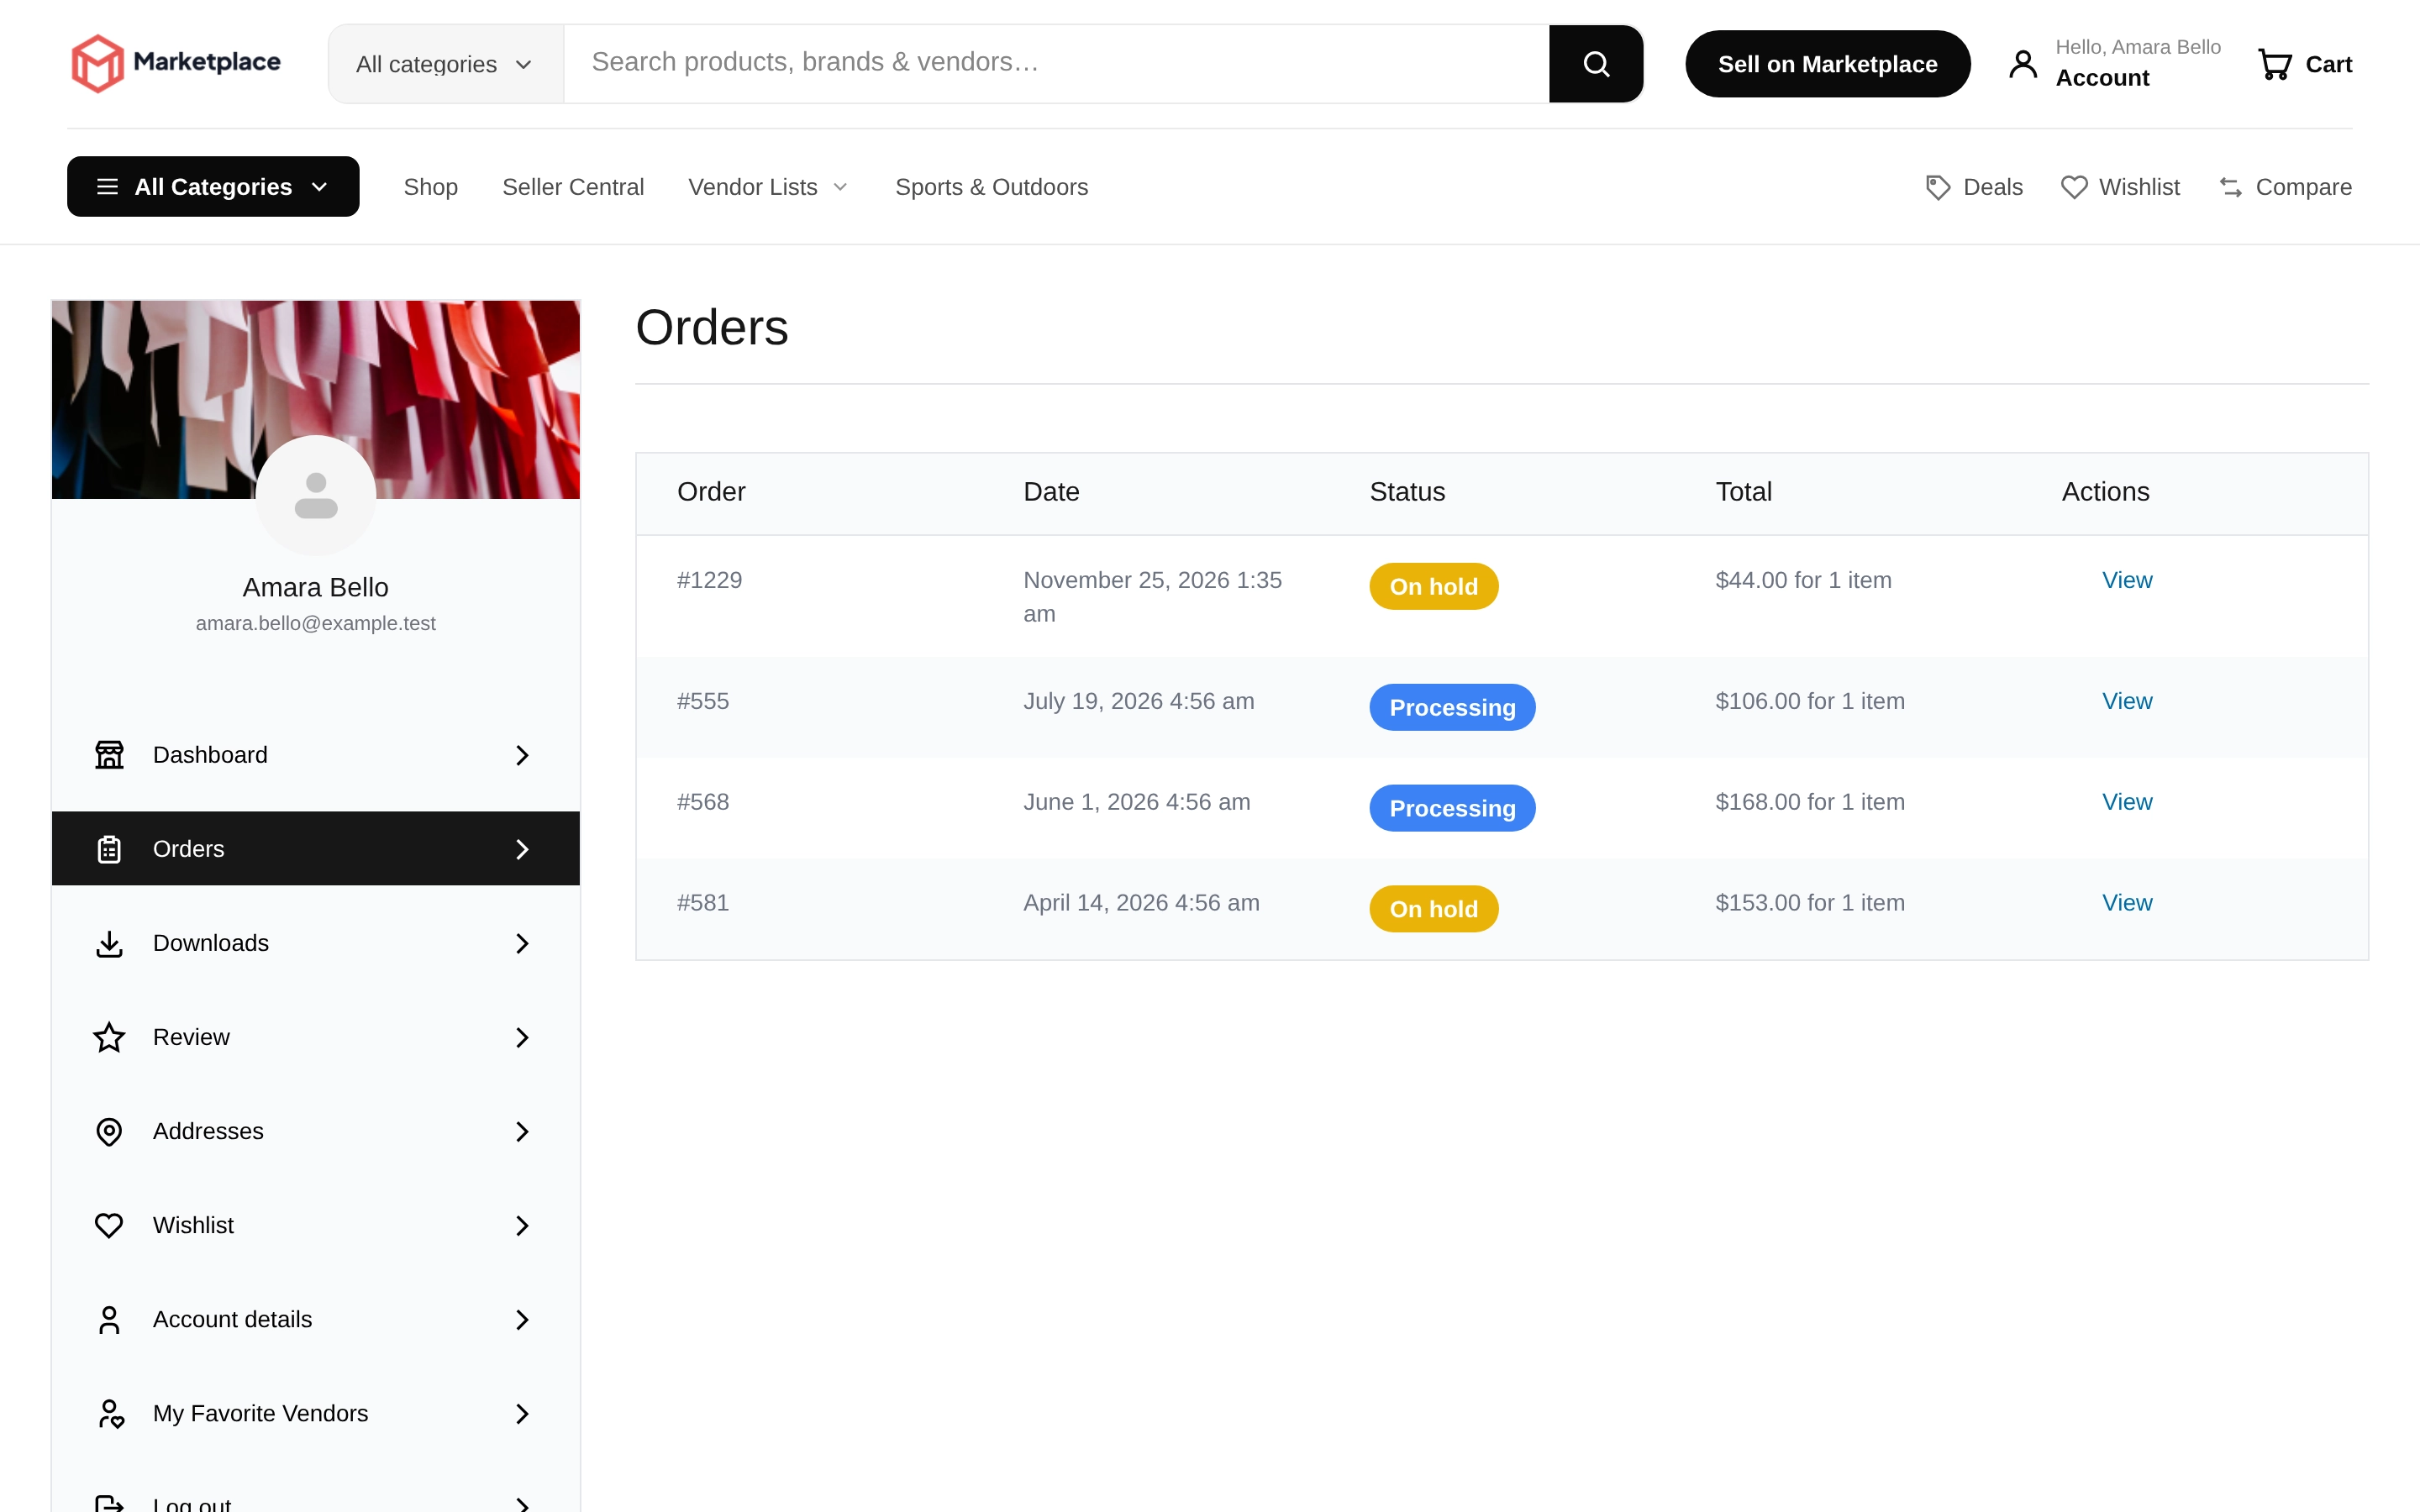 Marketplace
All categories
Search products, brands & vendors…
Sell on Marketplace
Hello, Amara Bello
Account
Cart
All Categories
Shop
Seller Central
Vendor Lists
Sports & Outdoors
Deals
Wishlist
Compare
Amara Bello
amara.bello@example.test
Dashboard
Orders
Downloads
Review
Addresses
Wishlist
Account details
My Favorite Vendors
Log out
Orders
Order Date Status Total Actions
#1229 November 25, 2026 1:35 On hold $44.00 for 1 item View
am
#555 July 19, 2026 4:56 am Processing $106.00 for 1 item View
#568 June 1, 2026 4:56 am Processing $168.00 for 1 item View
#581 April 14, 2026 4:56 am On hold $153.00 for 1 item View